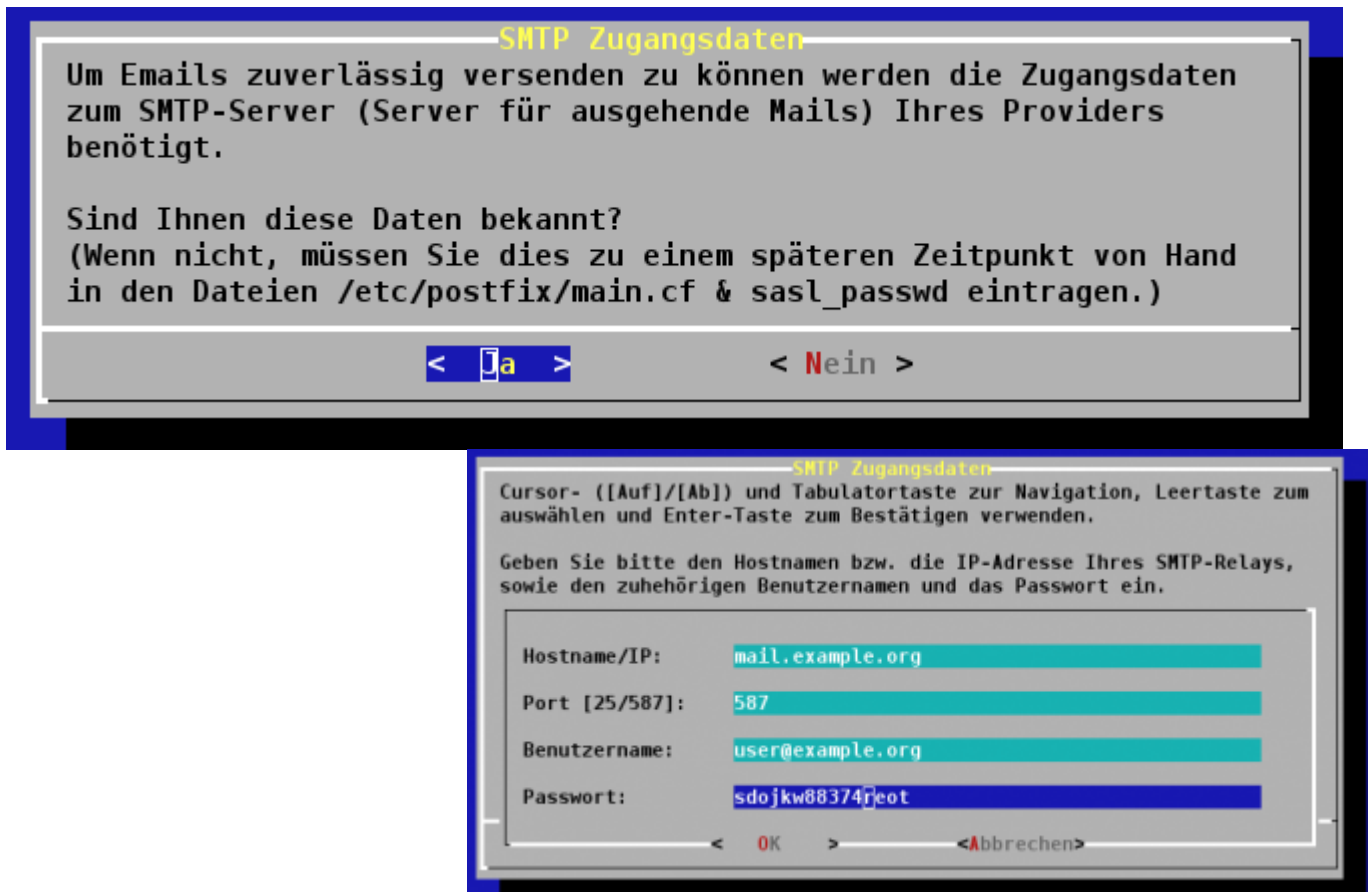 SMTP Zugangsdaten
Um Emails zuverlässig versenden zu können werden die Zugangsdaten
zum SMTP-Server (Server für ausgehende Mails) Ihres Providers
benötigt.
Sind Ihnen diese Daten bekannt?
(Wenn nicht, müssen Sie dies zu einem späteren Zeitpunkt von Hand
in den Dateien /etc/postfix/main.cf & sasl_passwd eintragen.)
< Ja > < Nein >
SMTP Zugangsdaten
Cursor- ([Auf]/[Ab]) und Tabulatortaste zur Navigation, Leertaste zum
auswählen und Enter-Taste zum Bestätigen verwenden.
Geben Sie bitte den Hostnamen bzw. die IP-Adresse Ihres SMTP-Relays,
sowie den zuhehörigen Benutzernamen und das Passwort ein.
Hostname/IP: mail.example.org
Port [25/587]: 587
Benutzername: user@example.org
Passwort: sdojkw88374reot
< OK > <Abbrechen>